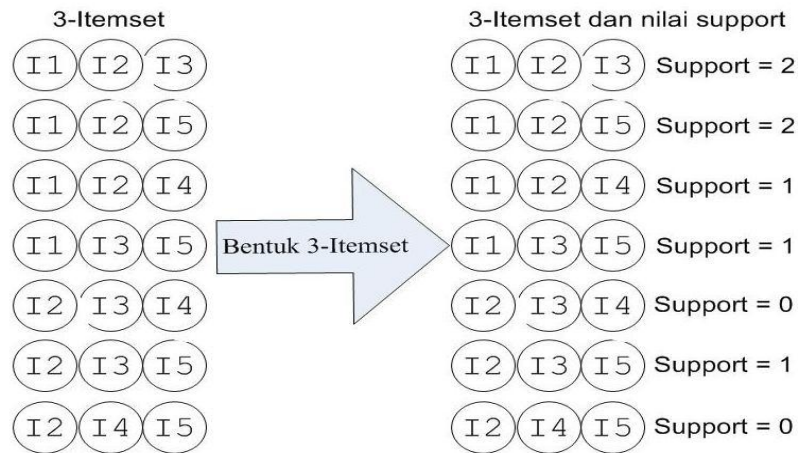 3-Itemset
I1 I2 I3
I1 I2 I5
I1 I2 I4
I1 I3 I5
I2 I3 I4
I2 I3 I5
I2 I4 I5
Bentuk 3-Itemset
3-Itemset dan nilai support
I1 I2 I3 Support = 2
I1 I2 I5 Support = 2
I1 I2 I4 Support = 1
I1 I3 I5 Support = 1
I2 I3 I4 Support = 0
I2 I3 I5 Support = 1
I2 I4 I5 Support = 0